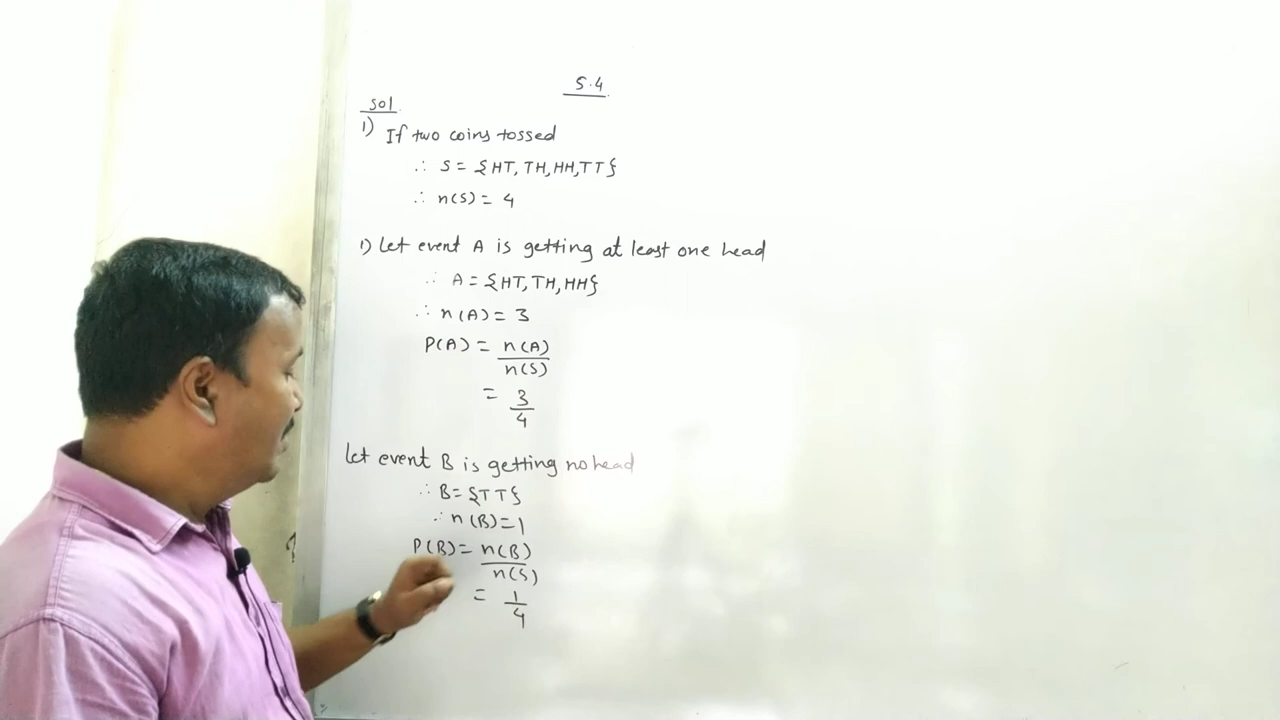 5.4
Sol
1) If two coins tossed
∴ S = {HT, TH, HH, TT}
∴ n(S) = 4
1) Let event A is getting at least one head
∴ A = {HT, TH, HH}
∴ n(A) = 3
P(A) = n(A)
n(S)
= 3
4
Let event B is getting no head
∴ B = {TT}
∴ n(B) = 1
P(B) = n(B)
n(S)
= 1
4